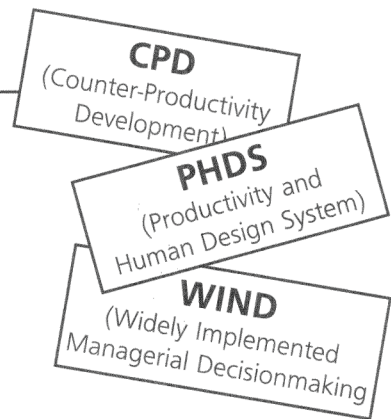 CPD
(Counter-Productivity
Development)
PHDS
(Productivity and
Human Design System)
WIND
(Widely Implemented
Managerial Decisionmaking